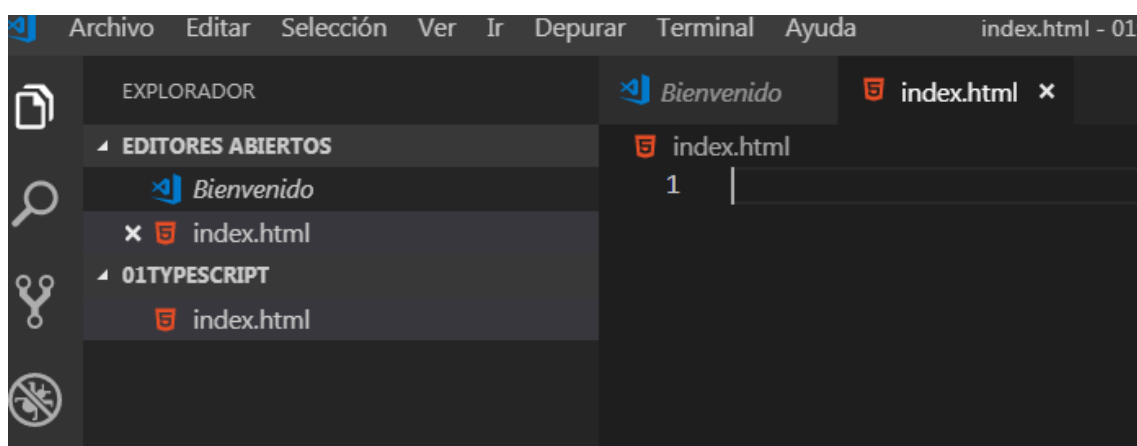 Archivo Editar Selección Ver Ir Depurar Terminal Ayuda index.html - 01
EXPLORADOR
EDITORES ABIERTOS
Bienvenido
index.html
01TYPESCRIPT
index.html
Bienvenido index.html
index.html
1